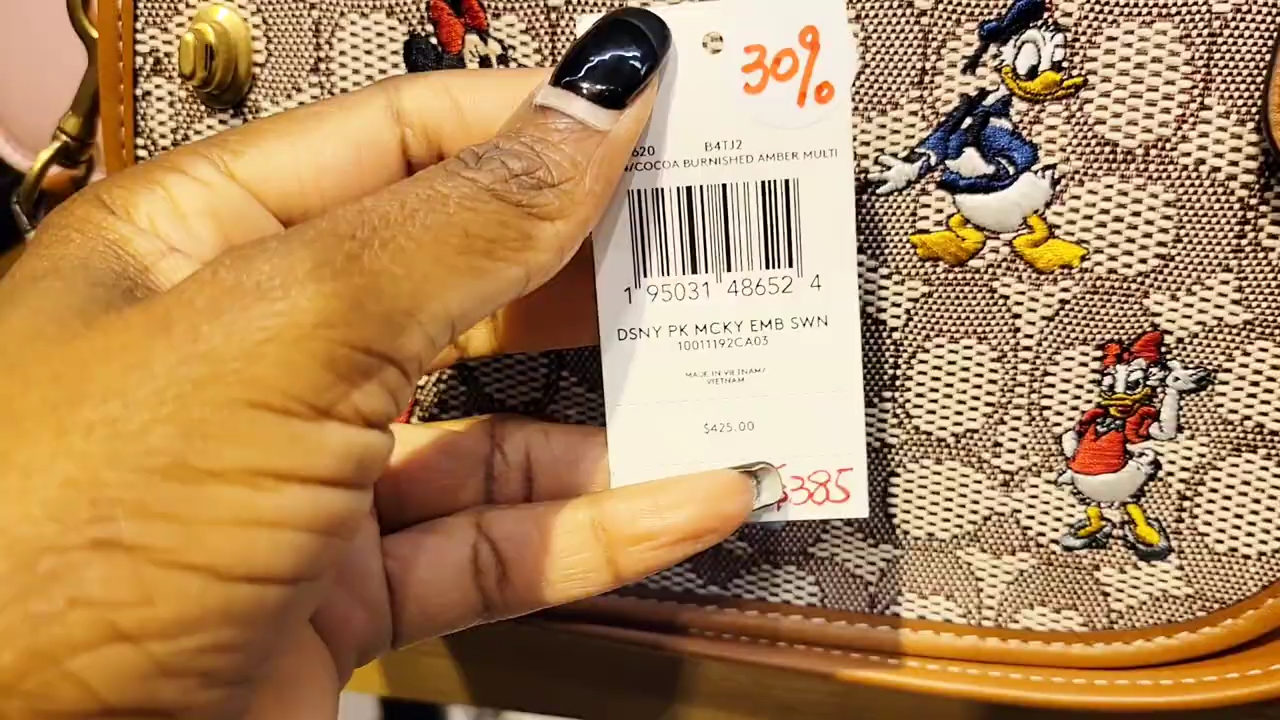 30%
620 B4TJ2
/COCOA BURNISHED AMBER MULTI
1 95031 48652 4
DSNY PK MCKY EMB SWN
10011192CA03
MADE IN VIETNAM/
VIETNAM
$425.00
$385